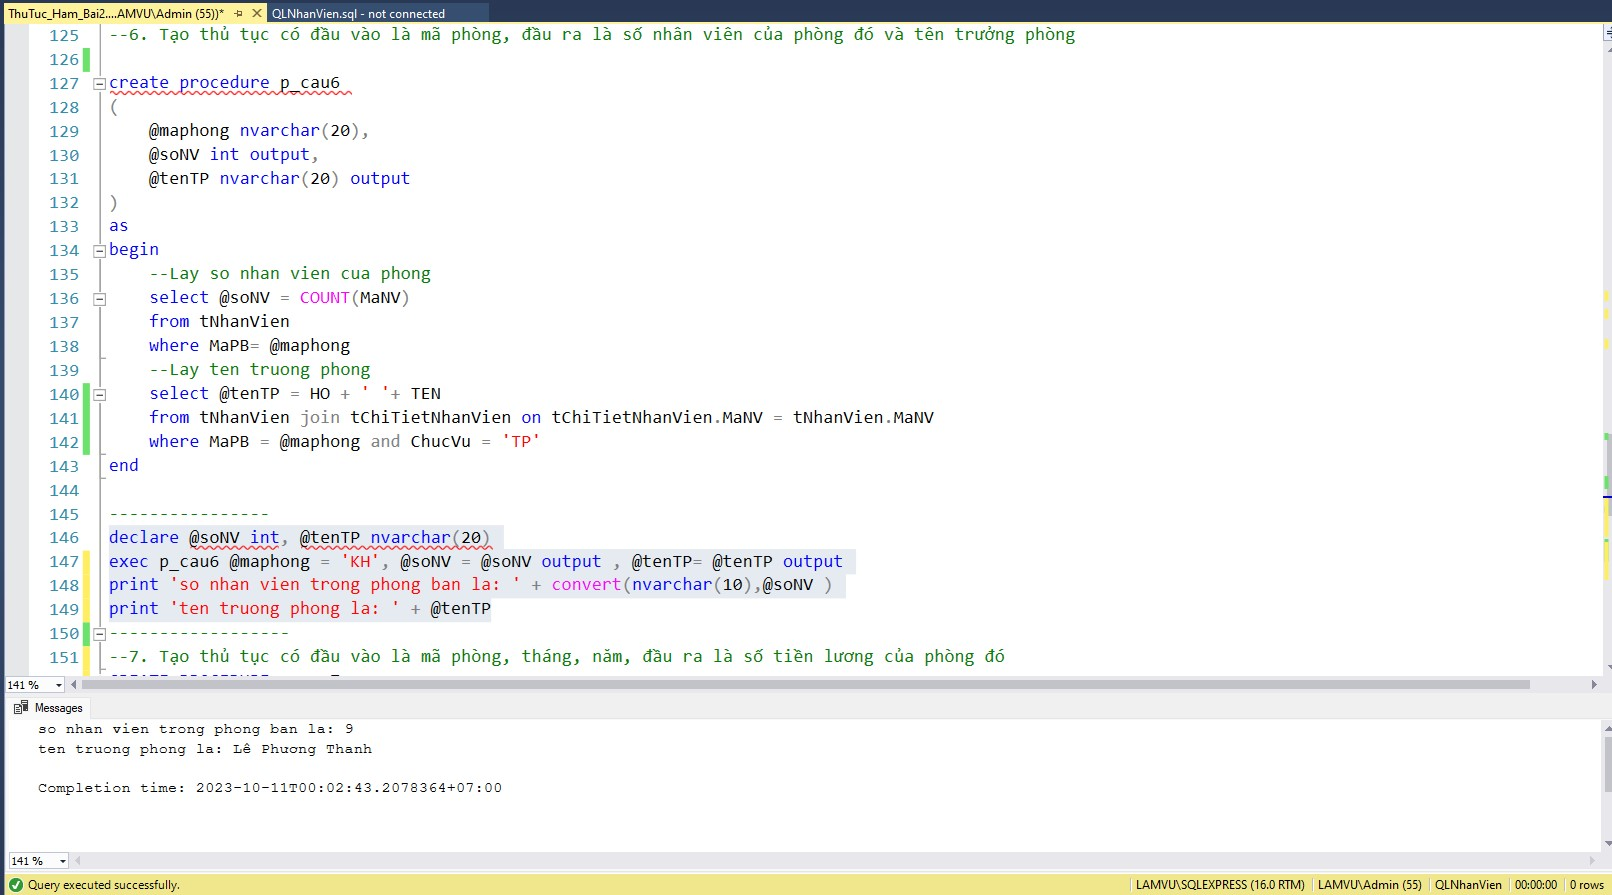 ThuTuc_Ham_Bai2....AMVU\Admin (55))* QLNhanVien.sql - not connected
125 --6. Tạo thủ tục có đầu vào là mã phòng, đầu ra là số nhân viên của phòng đó và tên trưởng phòng
126
127 create procedure p_cau6
128 (
129 @maphong nvarchar(20),
130 @soNV int output,
131 @tenTP nvarchar(20) output
132 )
133 as
134 begin
135 --Lay so nhan vien cua phong
136 select @soNV = COUNT(MaNV)
137 from tNhanVien
138 where MaPB= @maphong
139 --Lay ten truong phong
140 select @tenTP = HO + ' '+ TEN
141 from tNhanVien join tChiTietNhanVien on tChiTietNhanVien.MaNV = tNhanVien.MaNV
142 where MaPB = @maphong and ChucVu = 'TP'
143 end
144
145 ----------------
146 declare @soNV int, @tenTP nvarchar(20)
147 exec p_cau6 @maphong = 'KH', @soNV = @soNV output , @tenTP= @tenTP output
148 print 'so nhan vien trong phong ban la: ' + convert(nvarchar(10),@soNV )
149 print 'ten truong phong la: ' + @tenTP
150 ------------------
151 --7. Tạo thủ tục có đầu vào là mã phòng, tháng, năm, đầu ra là số tiền lương của phòng đó
141 %
Messages
so nhan vien trong phong ban la: 9
ten truong phong la: Lê Phương Thanh
Completion time: 2023-10-11T00:02:43.2078364+07:00
141 %
Query executed successfully. LAMVU\SQLEXPRESS (16.0 RTM) LAMVU\Admin (55) QLNhanVien 00:00:00 0 rows